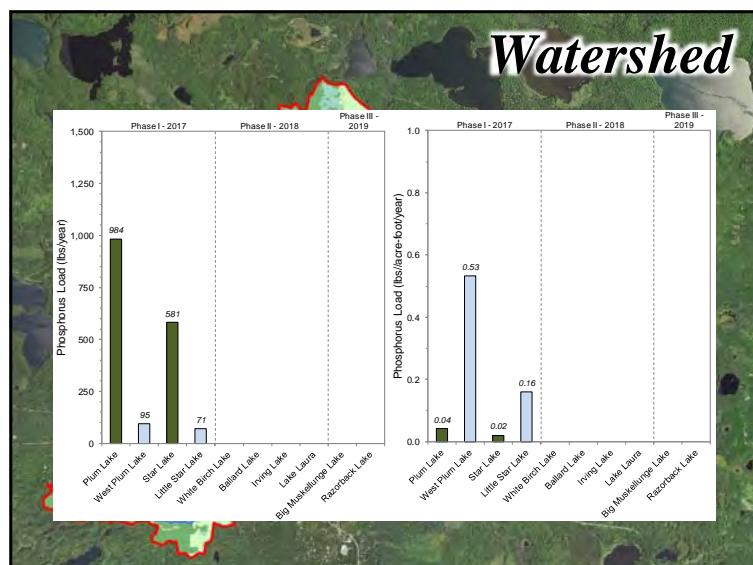 Watershed
Phase I - 2017
Phase II - 2018
Phase III -
2019
1,500
1,250
1,000
750
500
250
0
Phosphorus Load (lbs/year)
984
95
581
71
Plum Lake
West Plum Lake
Star Lake
Little Star Lake
White Birch Lake
Ballard Lake
Irving Lake
Lake Laura
Big Muskellunge Lake
Razorback Lake
Phase I - 2017
Phase II - 2018
Phase III -
2019
1.0
0.8
0.6
0.4
0.2
0.0
Phosphorus Load (lbs//acre-foot/year)
0.04
0.53
0.02
0.16
Plum Lake
West Plum Lake
Star Lake
Little Star Lake
White Birch Lake
Ballard Lake
Irving Lake
Lake Laura
Big Muskellunge Lake
Razorback Lake